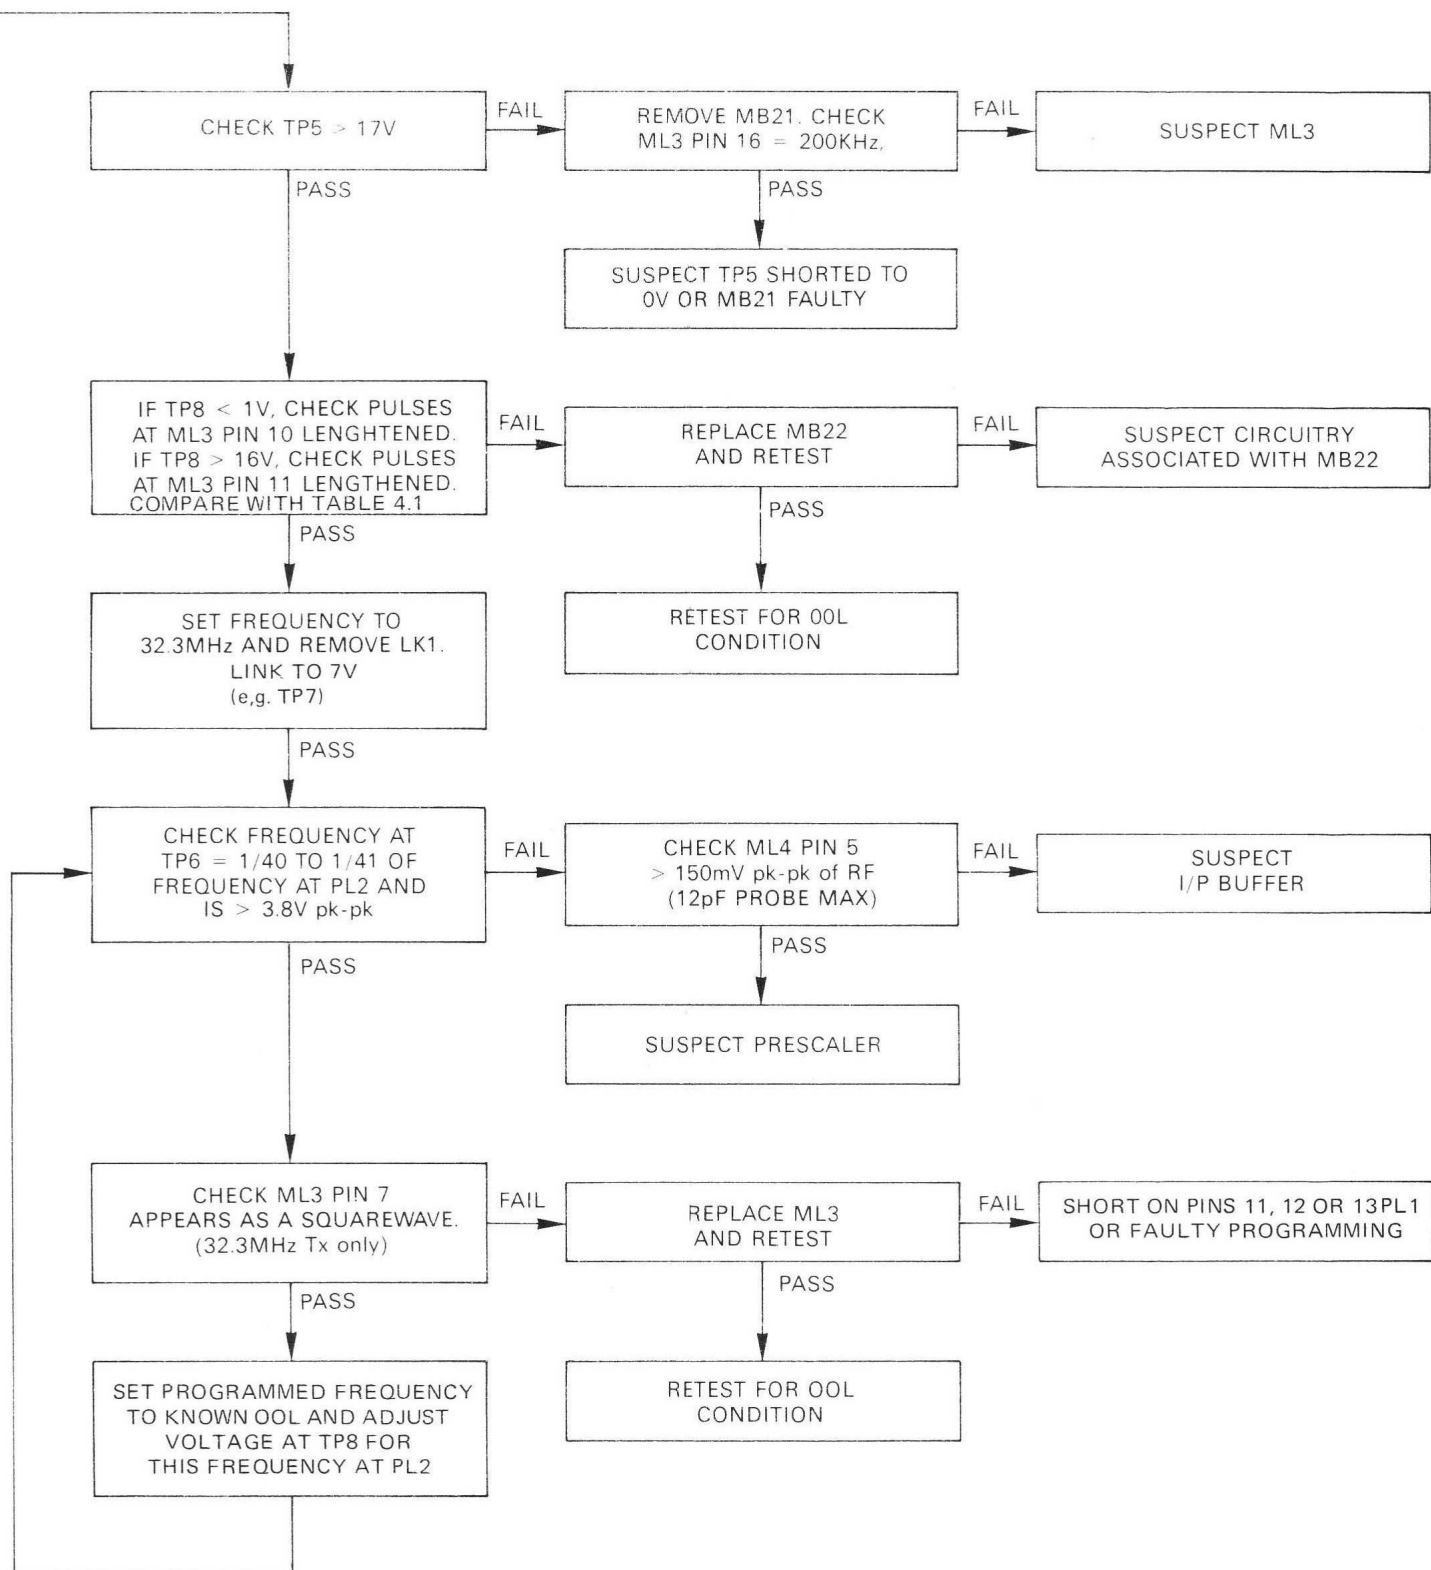 CHECK TP5 > 17V
FAIL
REMOVE MB21. CHECK
ML3 PIN 16 = 200KHz,
FAIL
SUSPECT ML3
PASS
PASS
SUSPECT TP5 SHORTED TO
0V OR MB21 FAULTY
IF TP8 < 1V, CHECK PULSES
AT ML3 PIN 10 LENGHTENED.
IF TP8 > 16V, CHECK PULSES
AT ML3 PIN 11 LENGTHENED.
COMPARE WITH TABLE 4.1
FAIL
REPLACE MB22
AND RETEST
FAIL
SUSPECT CIRCUITRY
ASSOCIATED WITH MB22
PASS
PASS
SET FREQUENCY TO
32.3MHz AND REMOVE LK1.
LINK TO 7V
(e,g. TP7)
RETEST FOR OOL
CONDITION
PASS
CHECK FREQUENCY AT
TP6 = 1/40 TO 1/41 OF
FREQUENCY AT PL2 AND
IS > 3.8V pk-pk
FAIL
CHECK ML4 PIN 5
> 150mV pk-pk of RF
(12pF PROBE MAX)
FAIL
SUSPECT
I/P BUFFER
PASS
PASS
SUSPECT PRESCALER
CHECK ML3 PIN 7
APPEARS AS A SQUAREWAVE.
(32.3MHz Tx only)
FAIL
REPLACE ML3
AND RETEST
FAIL
SHORT ON PINS 11, 12 OR 13PL1
OR FAULTY PROGRAMMING
PASS
PASS
SET PROGRAMMED FREQUENCY
TO KNOWN OOL AND ADJUST
VOLTAGE AT TP8 FOR
THIS FREQUENCY AT PL2
RETEST FOR OOL
CONDITION